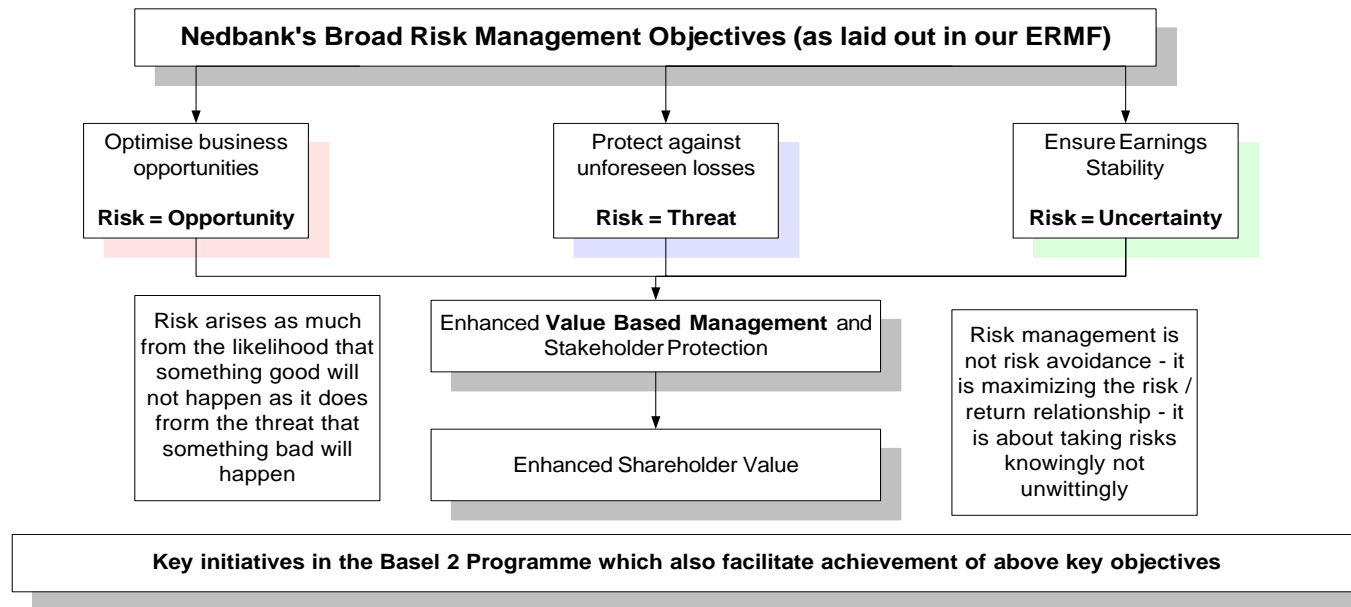 Nedbank's Broad Risk Management Objectives (as laid out in our ERMF)
Optimise business
opportunities
Risk = Opportunity
Protect against
unforeseen losses
Risk = Threat
Ensure Earnings
Stability
Risk = Uncertainty
Risk arises as much
from the likelihood that
something good will
not happen as it does
frorm the threat that
something bad will
happen
Enhanced Value Based Management and
Stakeholder Protection
Enhanced Shareholder Value
Risk management is
not risk avoidance - it
is maximizing the risk /
return relationship - it
is about taking risks
knowingly not
unwittingly
Key initiatives in the Basel 2 Programme which also facilitate achievement of above key objectives